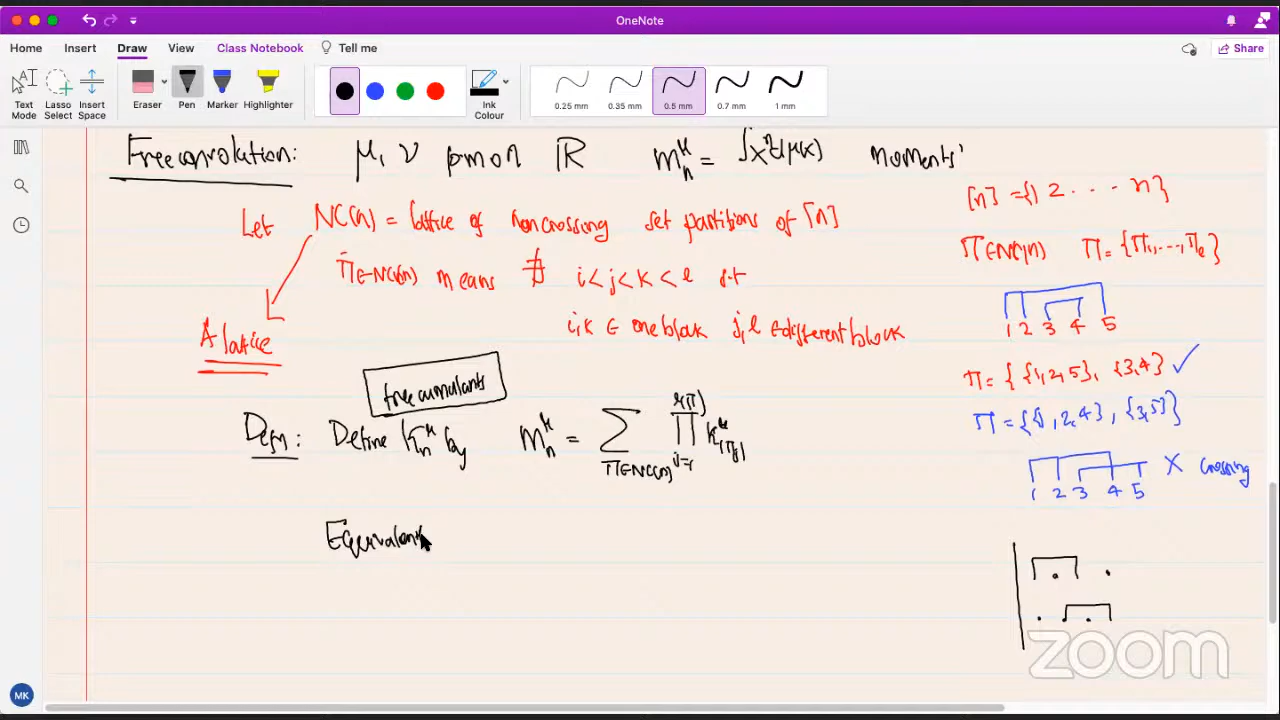 OneNote
Home Insert Draw View Class Notebook Tell me Share
Text Mode Lasso Select Insert Space Eraser Pen Marker Highlighter 0.25 mm 0.35 mm 0.5 mm 0.7 mm 1 mm Ink Colour
Free convolution: μ, ν pm on ℝ m_n^μ = ∫x^n dμ(x) moments
[n] = {1 2 . . . n}
Let NC(n) = lattice of noncrossing set partitions of [n]
Π ∈ NC(n) Π = {Π_1, ..., Π_ℓ}
Π ∈ NC(n) means ∄ i < j < k < ℓ st
i, k ∈ one block j, ℓ ∈ different block
1 2 3 4 5
A lattice
Π = { {1, 2, 5}, {3, 4} } ✓
free cumulants
Π = { {1, 2, 4}, {3, 5} }
Defn: Define κ_n^μ by m_n^μ = Σ_{Π∈NC(n)} ∏_{j=1}^{ℓ(Π)} κ^μ_{|Π_j|}
1 2 3 4 5 X crossing
Equivalent
zoom
MK